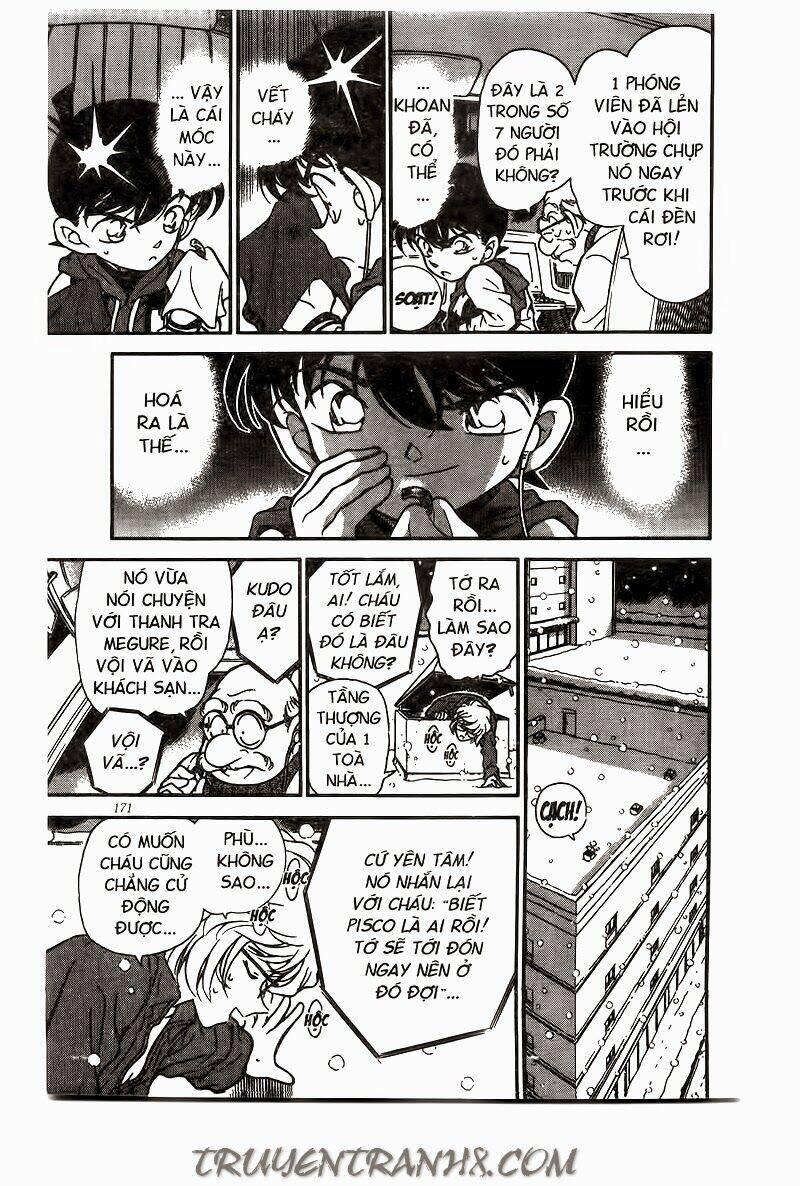 1 PHÓNG
VIÊN ĐÃ LẺN
VÀO HỘI
TRƯỜNG CHỤP
NÓ NGAY
TRƯỚC KHI
CÁI ĐÈN
RƠI!
ĐÂY LÀ 2
TRONG SỐ
7 NGƯỜI
ĐÓ PHẢI
KHÔNG?
...
KHOAN
ĐÃ,
CÓ
THỂ
...
SOẠT!
VẾT
CHÁY
...
... VẬY
LÀ CÁI
MÓC
NÀY...
HIỂU
RỒI
...
HOÁ
RA LÀ
THẾ...
CẠCH!
TỚ RA
RỒI...
LÀM SAO
ĐÂY?
TỐT LẮM,
AI! CHÁU
CÓ BIẾT
ĐÓ LÀ ĐÂU
KHÔNG?
TẦNG
THƯỢNG
CỦA 1
TOÀ
NHÀ...
HỘC
HỘC
KUDO
ĐÂU
Ạ?
NÓ VỪA
NÓI CHUYỆN
VỚI THANH TRA
MEGURE, RỒI
VỘI VÃ VÀO
KHÁCH SẠN...
VỘI
VÃ...?
171
CỨ YÊN TÂM!
NÓ NHẮN LẠI
VỚI CHÁU: "BIẾT
PISCO LÀ AI RỒI!
TỚ SẼ TỚI ĐÓN
NGAY NÊN Ở
ĐÓ ĐỢI"...
PHÙ...
KHÔNG
SAO...
CÓ MUỐN
CHÁU CŨNG
CHẲNG CỬ
ĐỘNG
ĐƯỢC...
HỘC
HỘC
HỘC
TRUYENTRANH8.COM